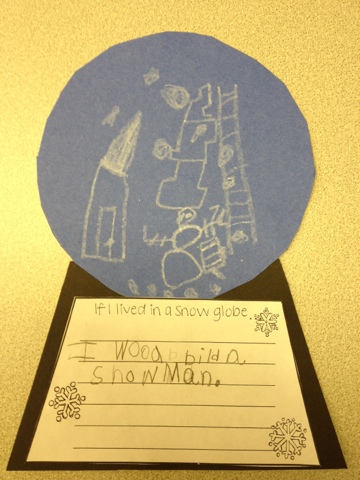 If I lived in a snow globe,
I wood bild a
snowMan.